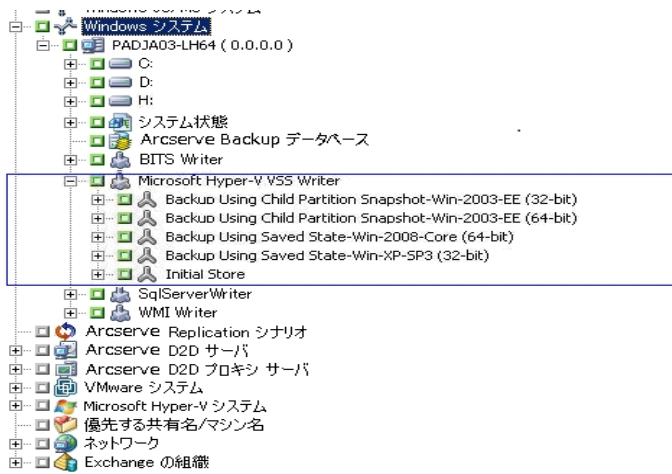 Windows システム
PADJA03-LH64 ( 0.0.0.0 )
C:
D:
H:
システム状態
Arcserve Backup データベース
BITS Writer
Microsoft Hyper-V VSS Writer
Backup Using Child Partition Snapshot-Win-2003-EE (32-bit)
Backup Using Child Partition Snapshot-Win-2003-EE (64-bit)
Backup Using Saved State-Win-2008-Core (64-bit)
Backup Using Saved State-Win-XP-SP3 (32-bit)
Initial Store
SqlServerWriter
WMI Writer
Arcserve Replication シナリオ
Arcserve D2D サーバ
Arcserve D2D プロキシ サーバ
VMware システム
Microsoft Hyper-V システム
優先する共有名/マシン名
ネットワーク
Exchange の組織